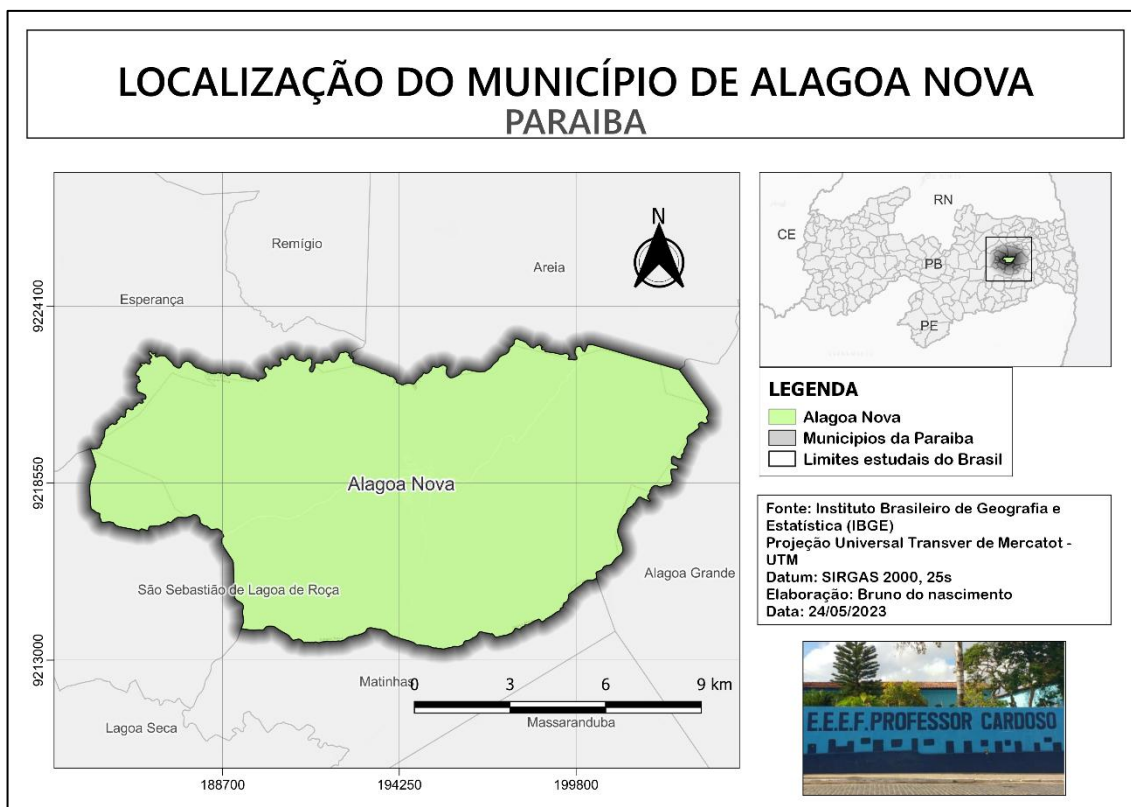 LOCALIZAÇÃO DO MUNICÍPIO DE ALAGOA NOVA
PARAIBA
N
Remígio
Areia
Esperança
Alagoa Nova
São Sebastião de Lagoa de Roça
Alagoa Grande
Matinhas
Massaranduba
Lagoa Seca
0 3 6 9 km
9224100
9218550
9213000
188700 194250 199800
RN
CE
PB
PE
LEGENDA
Alagoa Nova
Municipios da Paraiba
Limites estudais do Brasil
Fonte: Instituto Brasileiro de Geografia e
Estatística (IBGE)
Projeção Universal Transver de Mercatot -
UTM
Datum: SIRGAS 2000, 25s
Elaboração: Bruno do nascimento
Data: 24/05/2023
E.E.E.F. PROFESSOR CARDOSO